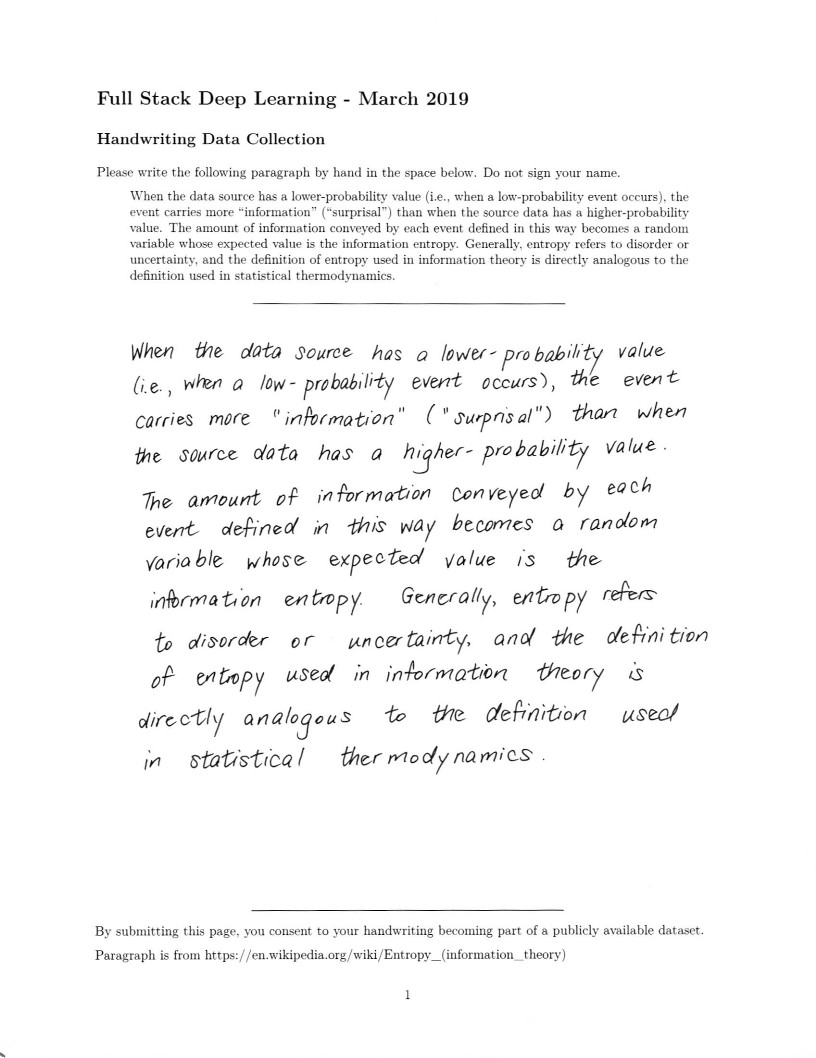 Full Stack Deep Learning - March 2019
Handwriting Data Collection
Please write the following paragraph by hand in the space below. Do not sign your name.
When the data source has a lower-probability value (i.e., when a low-probability event occurs), the
event carries more “information” (“surprisal”) than when the source data has a higher-probability
value. The amount of information conveyed by each event defined in this way becomes a random
variable whose expected value is the information entropy. Generally, entropy refers to disorder or
uncertainty, and the definition of entropy used in information theory is directly analogous to the
definition used in statistical thermodynamics.
When the data source has a lower-probability value
(i.e., when a low-probability event occurs), the event
carries more "information" ("surprisal") than when
the source data has a higher-probability value.
The amount of information conveyed by each
event defined in this way becomes a random
variable whose expected value is the
information entropy. Generally, entropy refers
to disorder or uncertainty, and the definition
of entropy used in information theory is
directly analogous to the definition used
in statistical thermodynamics.
By submitting this page, you consent to your handwriting becoming part of a publicly available dataset.
Paragraph is from https://en.wikipedia.org/wiki/Entropy_(information_theory)
1